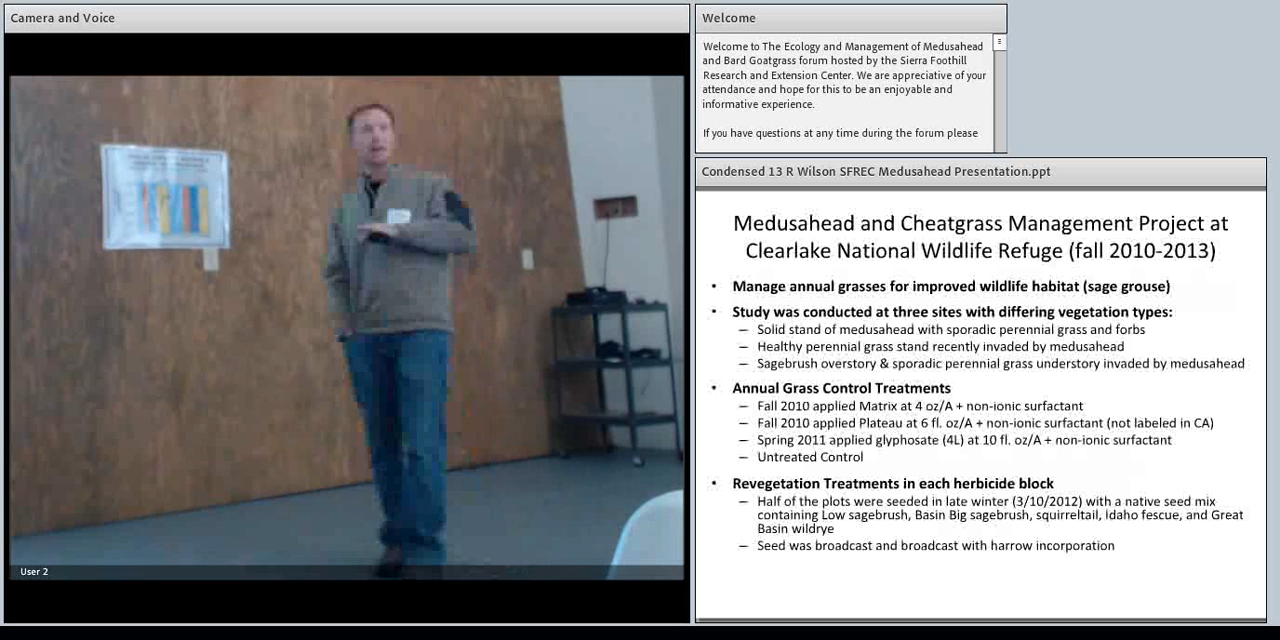 Camera and Voice
User 2
Welcome
Welcome to The Ecology and Management of Medusahead
and Bard Goatgrass forum hosted by the Sierra Foothill
Research and Extension Center. We are appreciative of your
attendance and hope for this to be an enjoyable and
informative experience.
If you have questions at any time during the forum please
Condensed 13 R Wilson SFREC Medusahead Presentation.ppt
Medusahead and Cheatgrass Management Project at
Clearlake National Wildlife Refuge (fall 2010-2013)
• Manage annual grasses for improved wildlife habitat (sage grouse)
• Study was conducted at three sites with differing vegetation types:
– Solid stand of medusahead with sporadic perennial grass and forbs
– Healthy perennial grass stand recently invaded by medusahead
– Sagebrush overstory & sporadic perennial grass understory invaded by medusahead
• Annual Grass Control Treatments
– Fall 2010 applied Matrix at 4 oz/A + non-ionic surfactant
– Fall 2010 applied Plateau at 6 fl. oz/A + non-ionic surfactant (not labeled in CA)
– Spring 2011 applied glyphosate (4L) at 10 fl. oz/A + non-ionic surfactant
– Untreated Control
• Revegetation Treatments in each herbicide block
– Half of the plots were seeded in late winter (3/10/2012) with a native seed mix
containing Low sagebrush, Basin Big sagebrush, squirreltail, Idaho fescue, and Great
Basin wildrye
– Seed was broadcast and broadcast with harrow incorporation